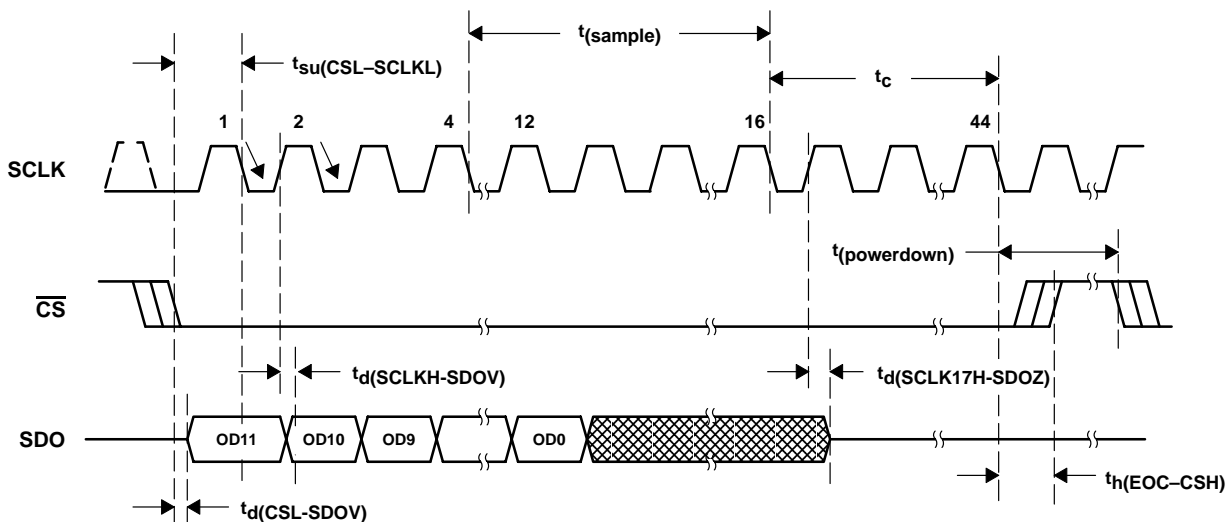 t(sample)
tsu(CSL–SCLKL)
tc
1 2 4 12 16 44
SCLK
t(powerdown)
CS
td(SCLKH-SDOV)
td(SCLK17H-SDOZ)
SDO
OD11 OD10 OD9 OD0
th(EOC–CSH)
td(CSL-SDOV)